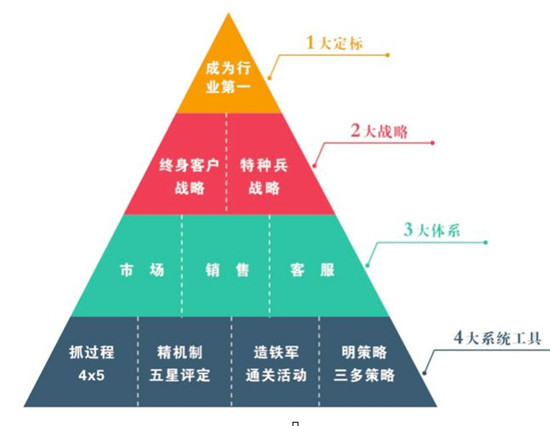 成为行
业第一
1大定标
终身客户
战略
特种兵
战略
2大战略
市 场
销 售
客 服
3大体系
抓过程
4x5
精机制
五星评定
造铁军
通关活动
明策略
三多策略
4大系统工具